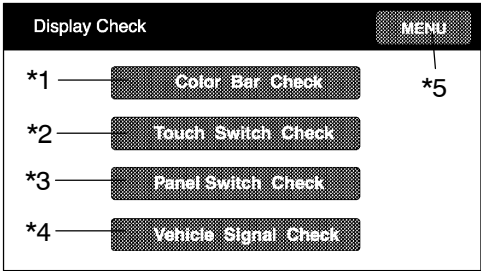 Display Check MENU
*5
*1 Color Bar Check
*2 Touch Switch Check
*3 Panel Switch Check
*4 Vehicle Signal Check